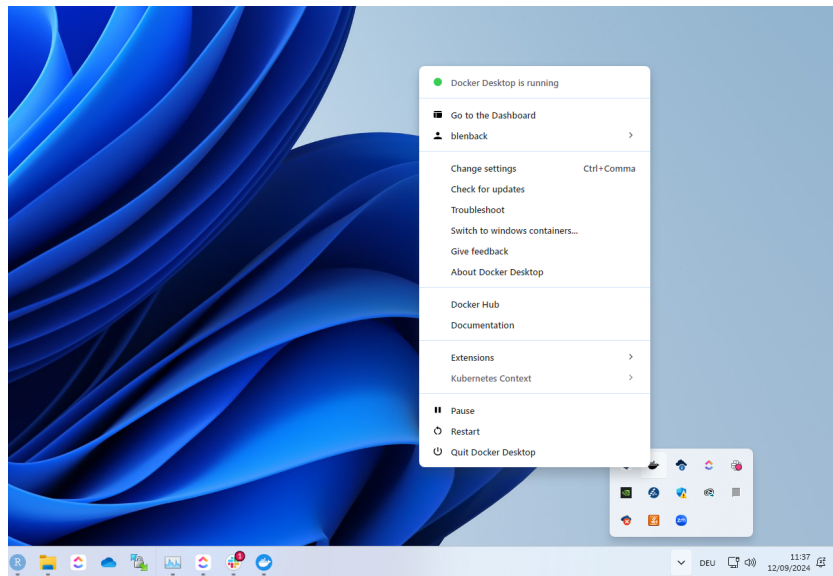 Docker Desktop is running
Go to the Dashboard
blenback
Change settings Ctrl+Comma
Check for updates
Troubleshoot
Switch to windows containers...
Give feedback
About Docker Desktop
Docker Hub
Documentation
Extensions
Kubernetes Context
Pause
Restart
Quit Docker Desktop
zm
R
1
DEU
11:37
12/09/2024